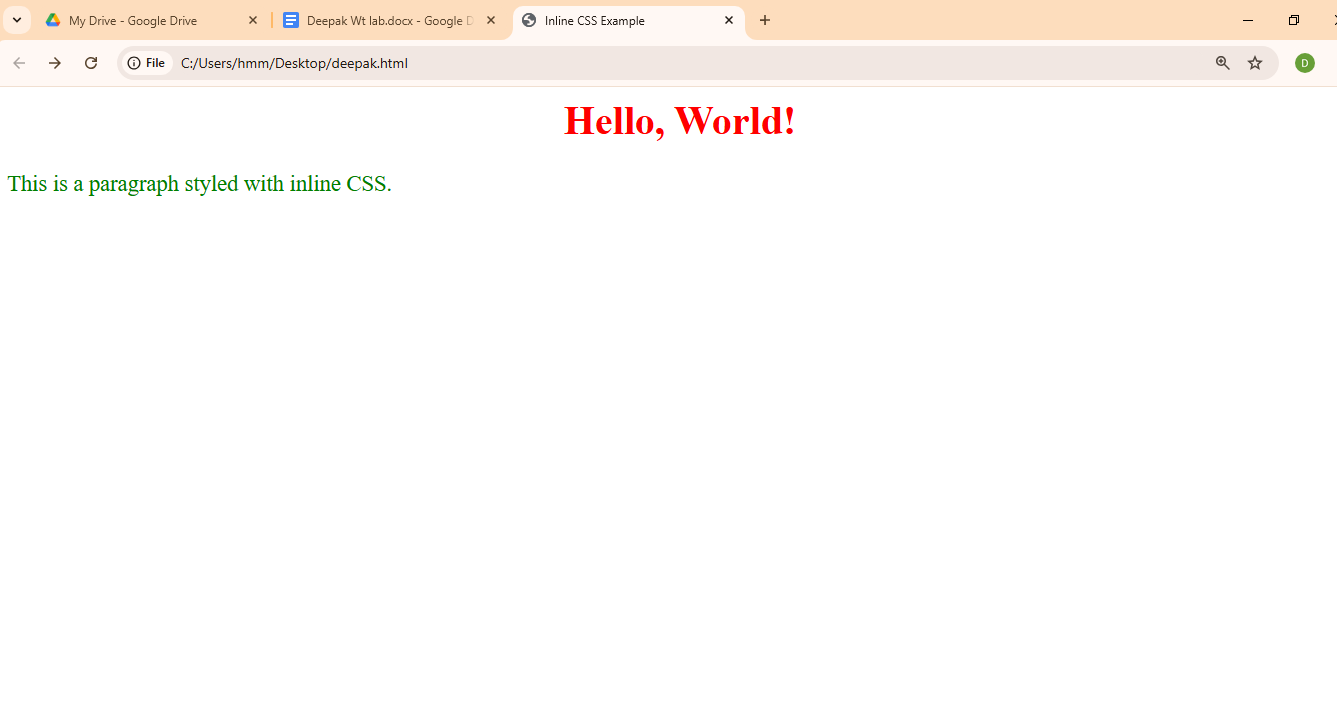 My Drive - Google Drive
Deepak Wt lab.docx - Google D
Inline CSS Example
File
C:/Users/hmm/Desktop/deepak.html
D
Hello, World!
This is a paragraph styled with inline CSS.